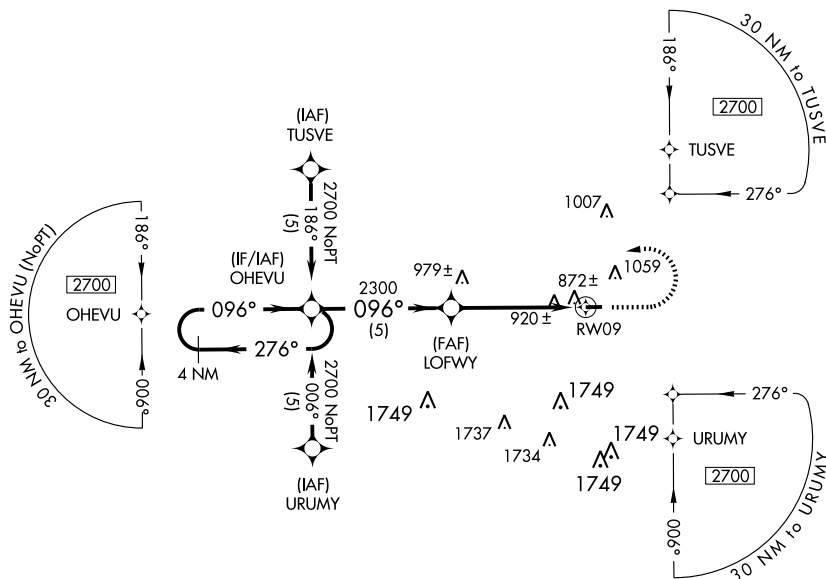 30 NM to TUSVE
186°
2700
TUSVE
276°
(IAF)
TUSVE
2700 NoPT
186°
(5)
1007
30 NM to OHEVU (NoPT)
186°
2700
OHEVU
006°
(IF/IAF)
OHEVU
096°
2300
096°
(5)
979±
872±
1059
920±
RW09
(FAF)
LOFWY
276°
4 NM
2700 NoPT
006°
(5)
(IAF)
URUMY
1749
1749
1737
1734
1749
1749
276°
URUMY
2700
006°
30 NM to URUMY